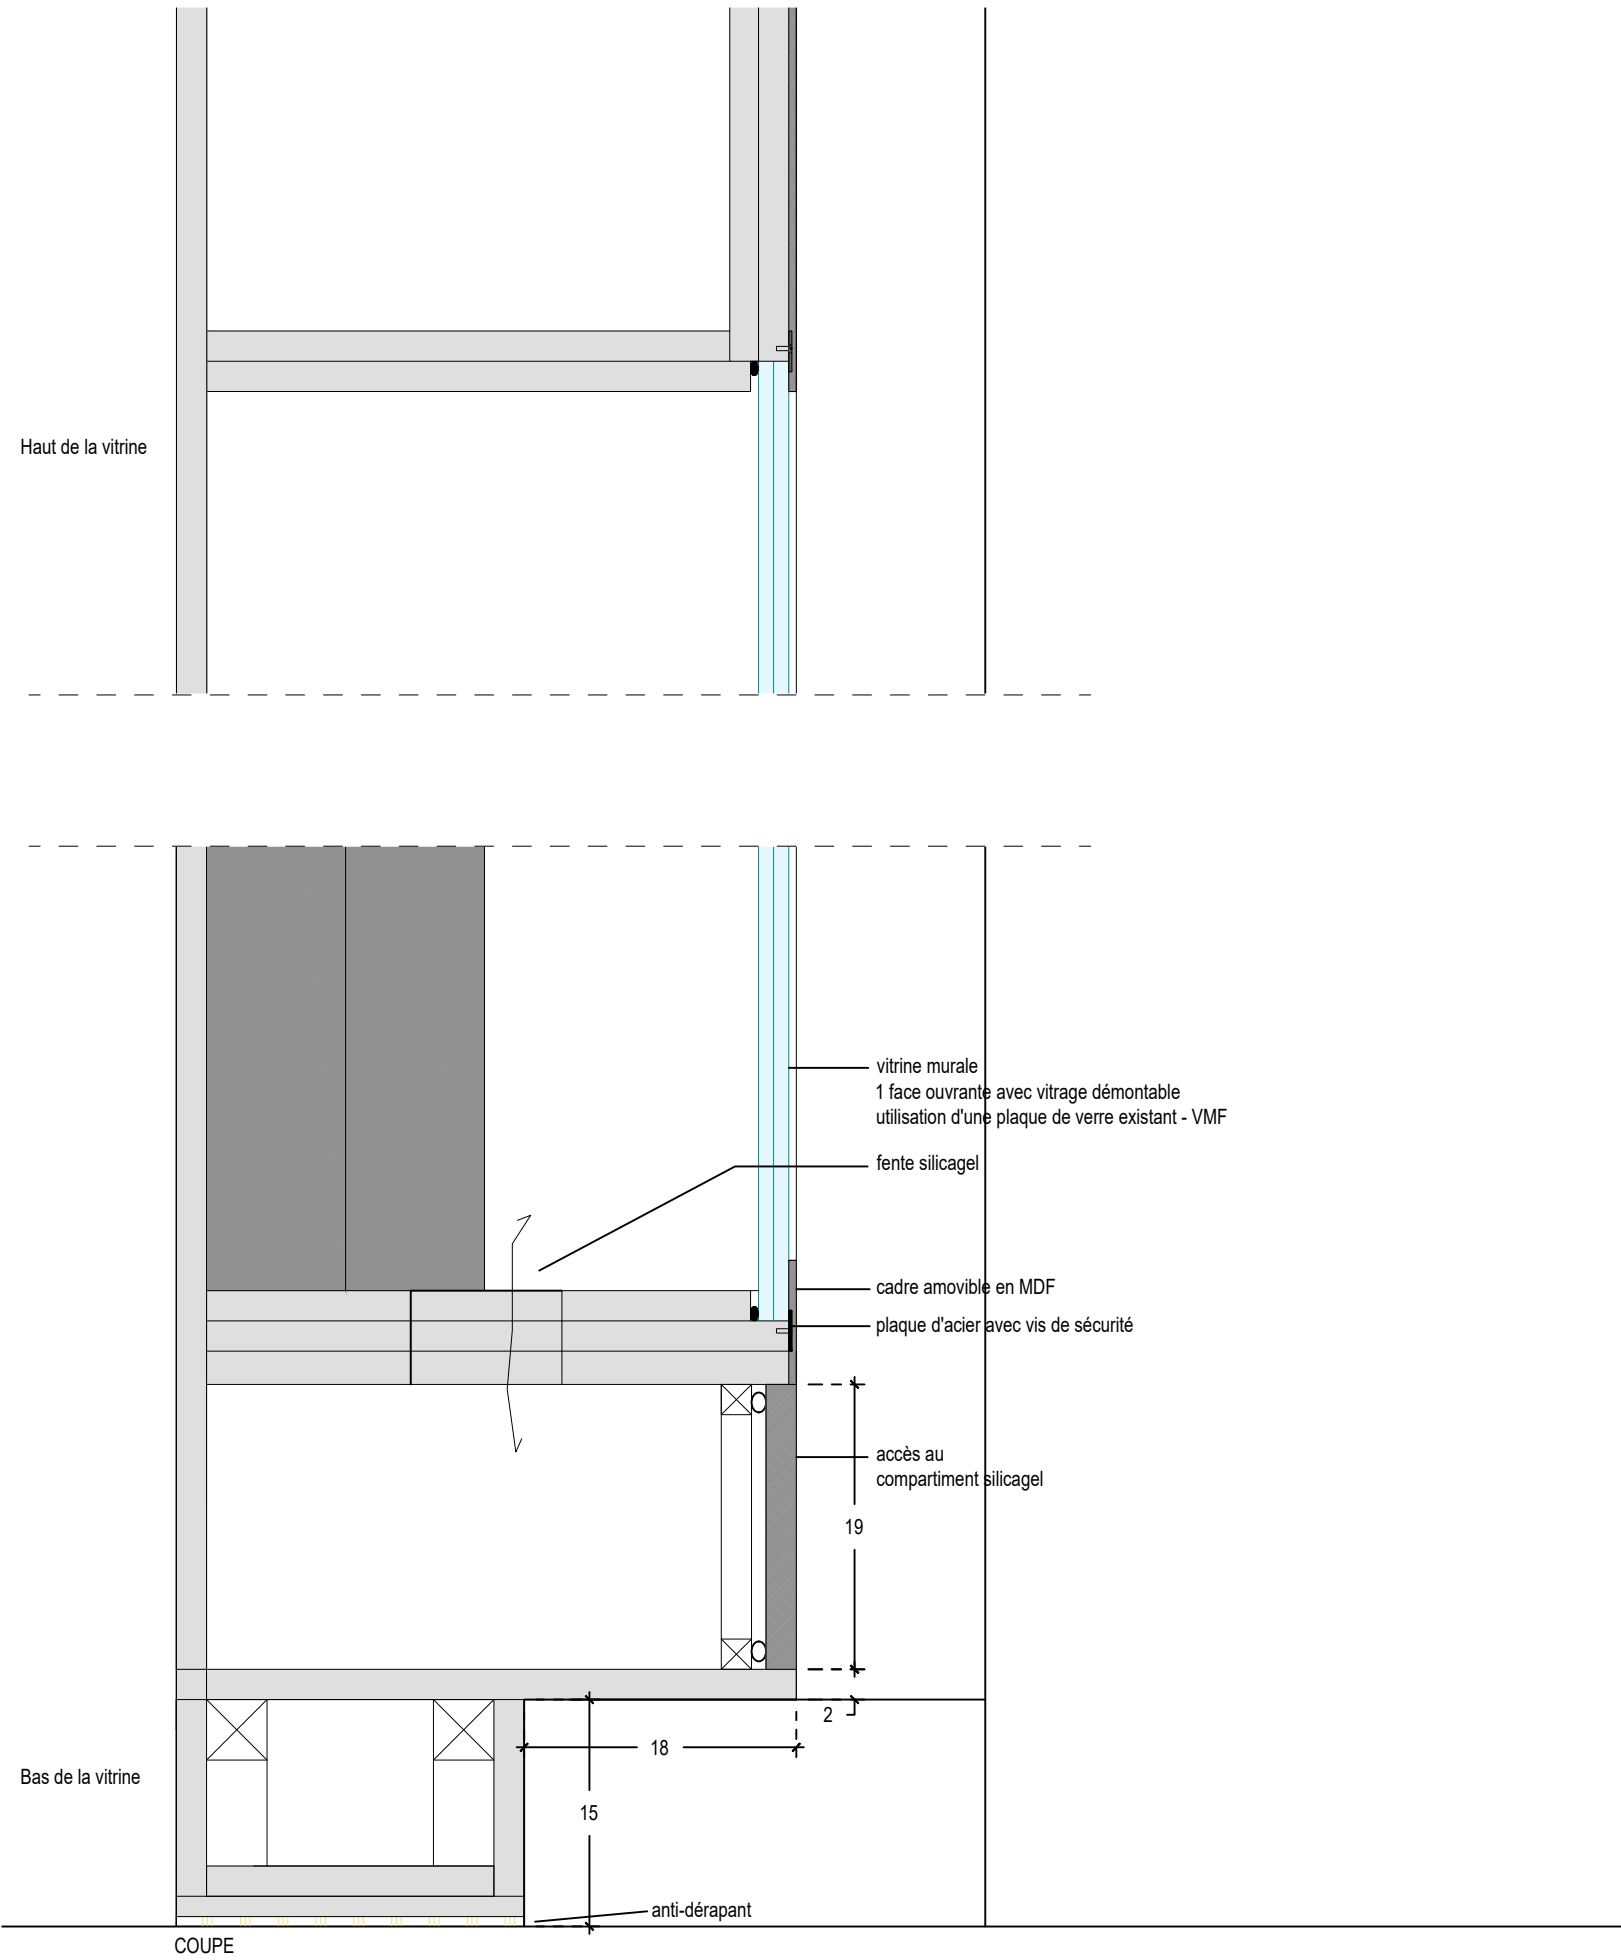 Haut de la vitrine
vitrine murale
1 face ouvrante avec vitrage démontable
utilisation d'une plaque de verre existant - VMF
fente silicagel
cadre amovible en MDF
plaque d'acier avec vis de sécurité
accès au
compartiment silicagel
19
2
18
Bas de la vitrine
15
anti-dérapant
COUPE